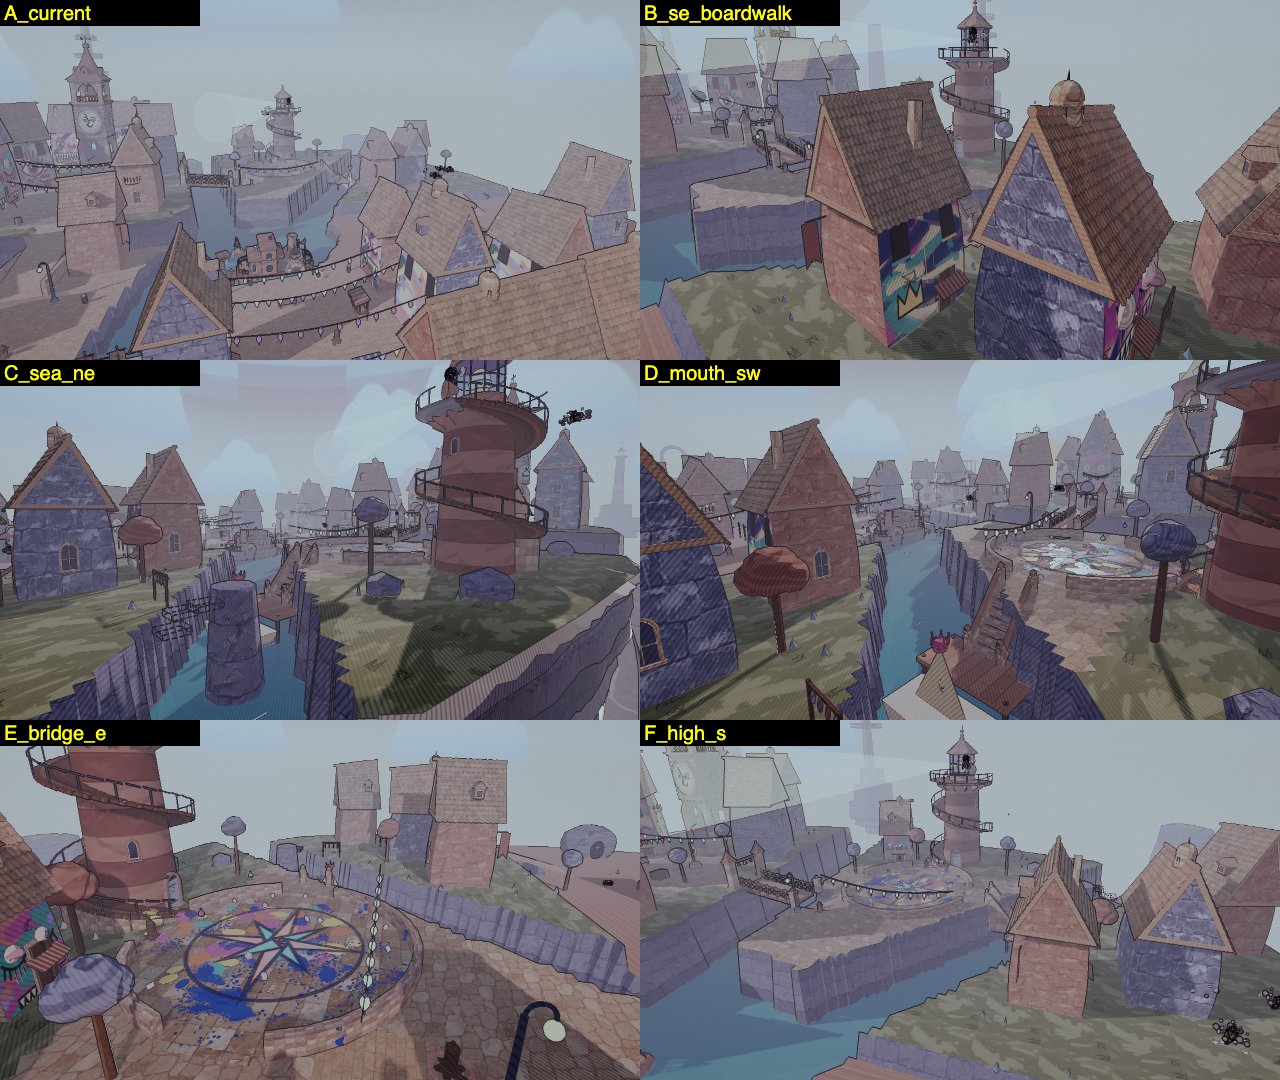 A_current
B_se_boardwalk
C_sea_ne
D_mouth_sw
E_bridge_e
F_high_s